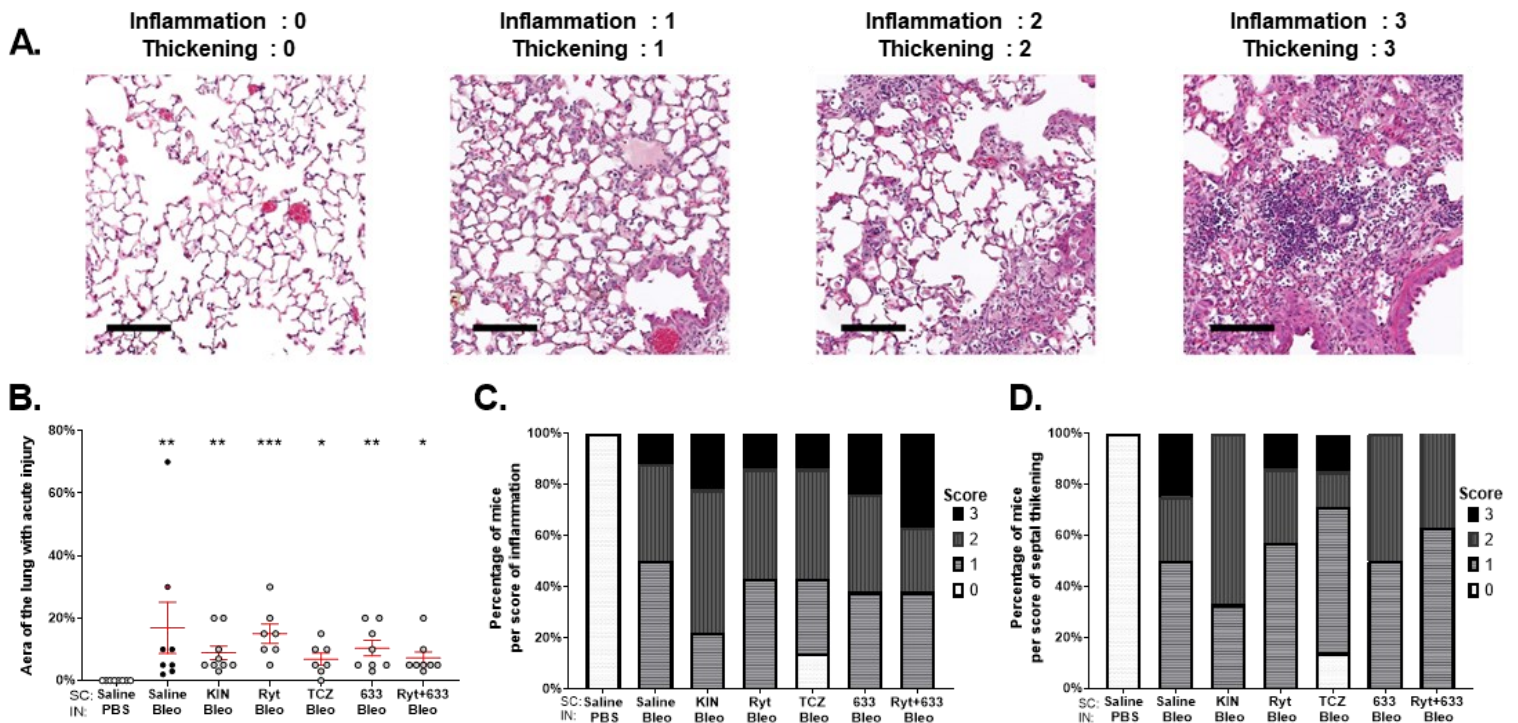 A.
Inflammation : 0
Thickening : 0
Inflammation : 1
Thickening : 1
Inflammation : 2
Thickening : 2
Inflammation : 3
Thickening : 3
B.
Aera of the lung with acute injury
80%
60%
40%
20%
0%
** ** *** * ** *
SC: Saline Saline KIN Ryt TCZ 633 Ryt+633
IN: PBS Bleo Bleo Bleo Bleo Bleo Bleo
C.
Percentage of mice
per score of inflammation
100%
80%
60%
40%
20%
0%
Score
3
2
1
0
SC: Saline Saline KIN Ryt TCZ 633 Ryt+633
IN: PBS Bleo Bleo Bleo Bleo Bleo Bleo
D.
Percentage of mice
per score of septal thikening
100%
80%
60%
40%
20%
0%
Score
3
2
1
0
SC: Saline Saline KIN Ryt TCZ 633 Ryt+633
IN: PBS Bleo Bleo Bleo Bleo Bleo Bleo